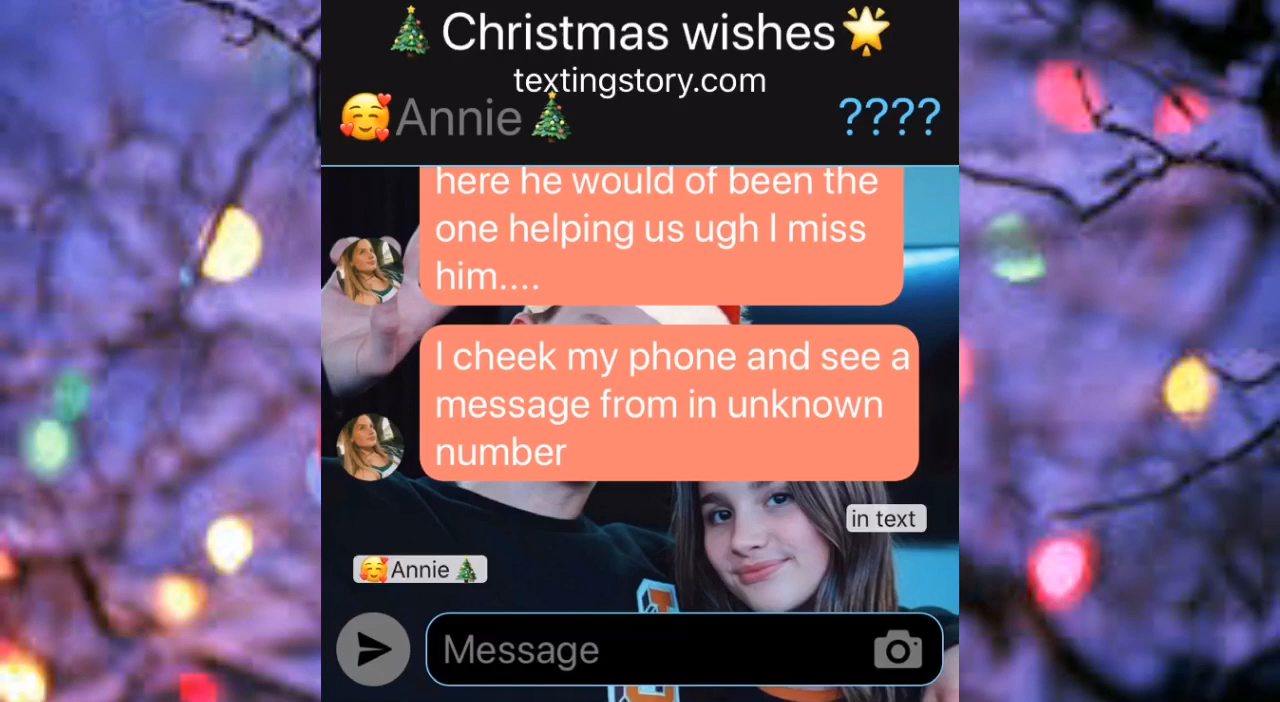 🎄Christmas wishes🌟
textingstory.com
🥰Annie🎄 ????
here he would of been the
one helping us ugh I miss
him....
I cheek my phone and see a
message from in unknown
number
in text
🥰Annie🎄
Message